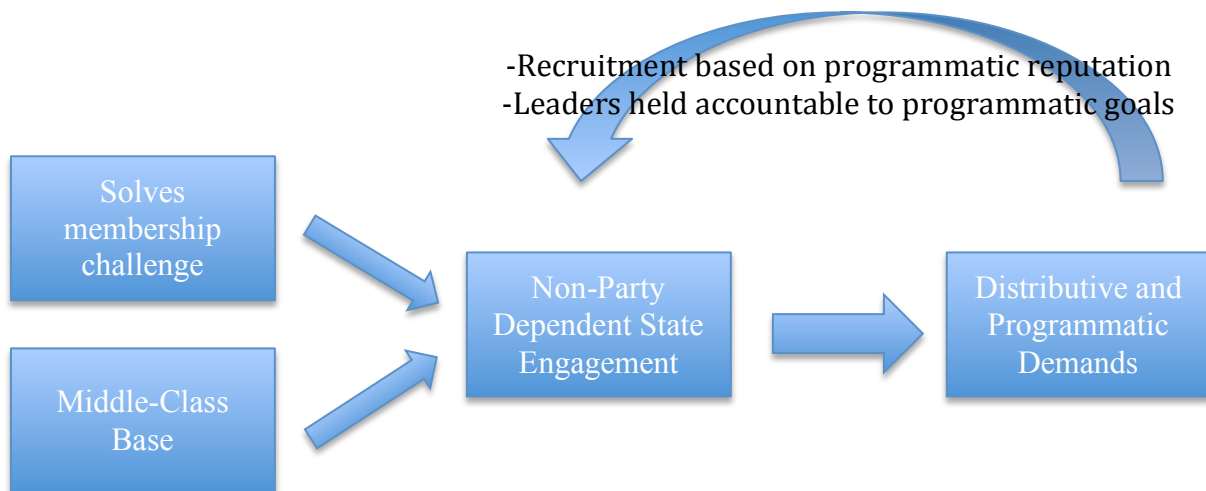 -Recruitment based on programmatic reputation
-Leaders held accountable to programmatic goals
Solves
membership
challenge
Middle-Class
Base
Non-Party
Dependent State
Engagement
Distributive and
Programmatic
Demands